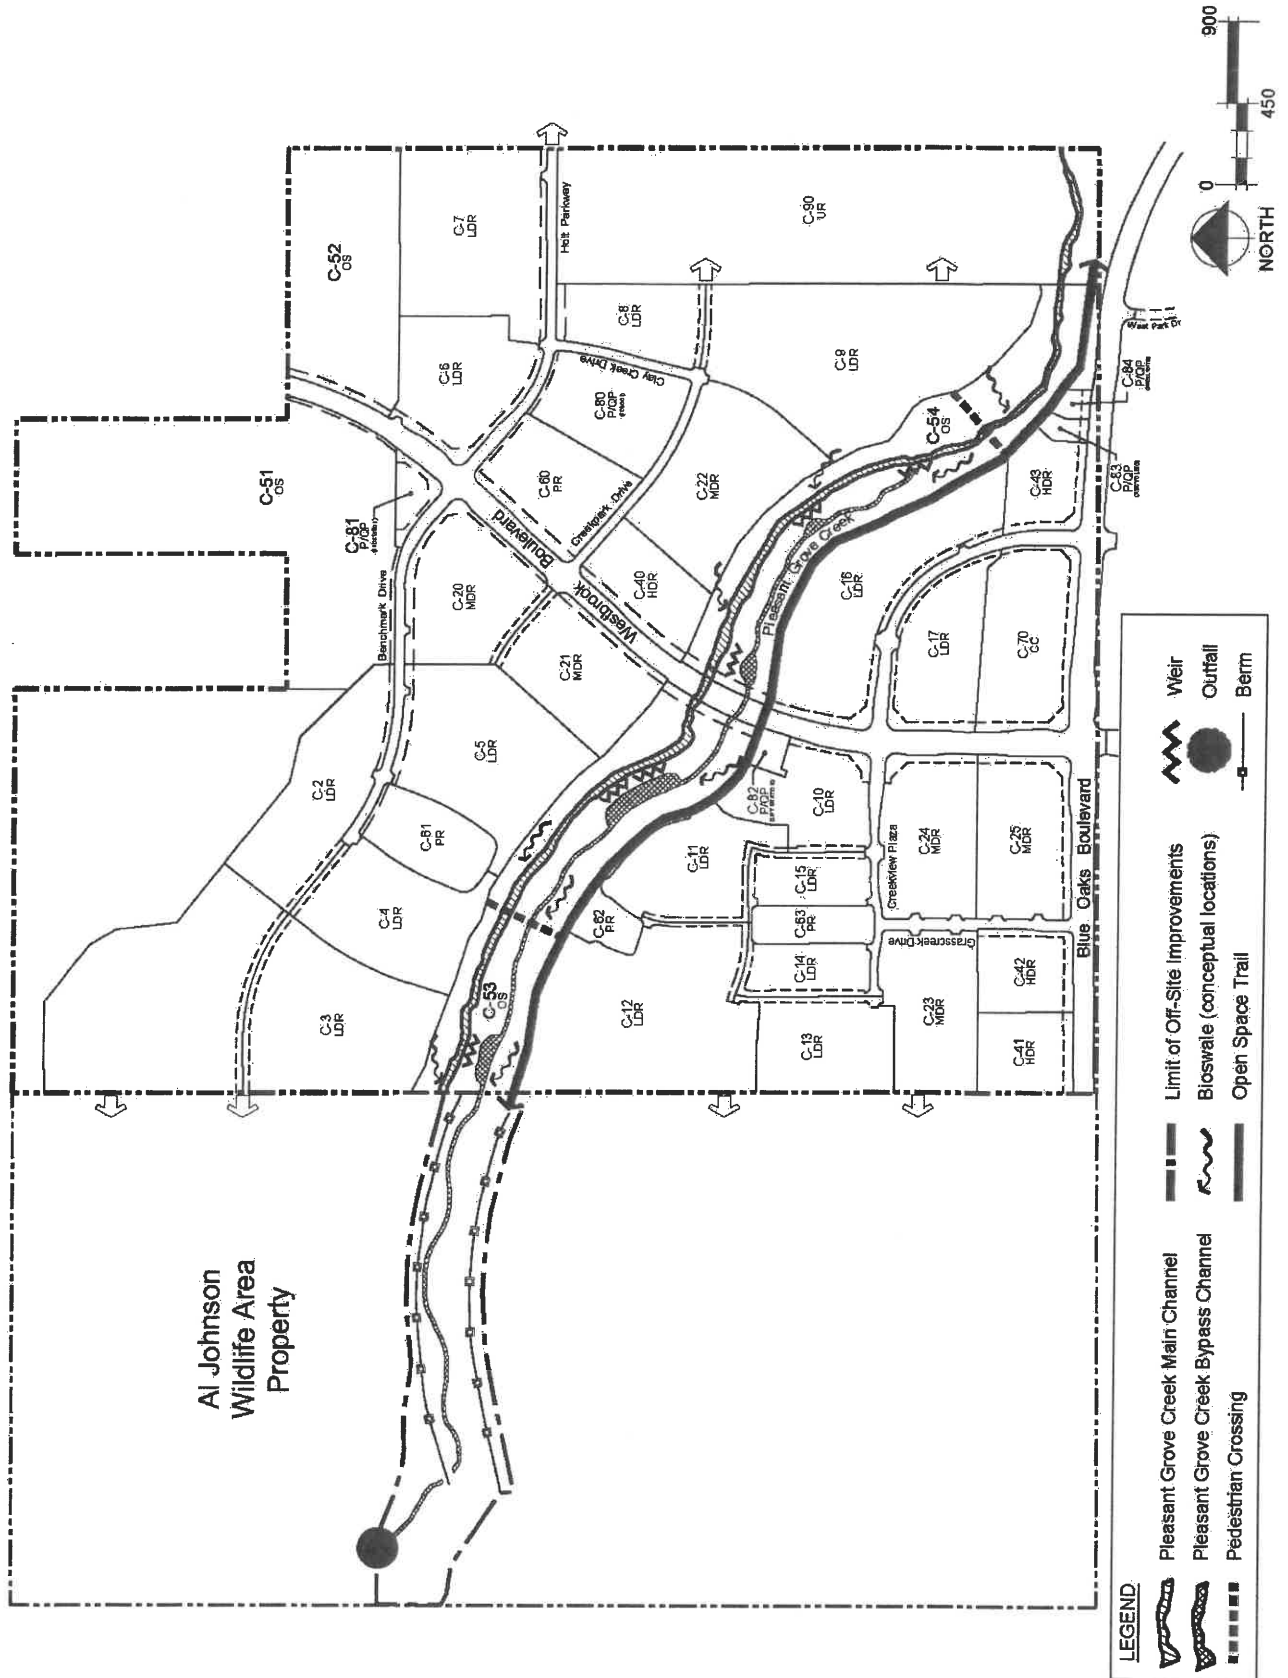 Al Johnson
Wildlife Area
Property
C-3
LDR
C-4
LDR
C-2
LDR
C-61
PR
C-5
LDR
Benchmark Drive
C-20
MDR
C-21
MDR
C-81
P/QP
C-51
OS
C-52
OS
C-6
LDR
C-7
LDR
Holt Parkway
C-60
PR
C-80
P/QP
C-8
LDR
Clay Creek Drive
Creekpark Drive
Westbrook
Boulevard
C-40
HDR
C-22
MDR
C-9
LDR
C-90
UR
C-53
OS
C-54
OS
Pleasant Grove Creek
C-62
PR
C-12
LDR
C-11
LDR
C-82
P/QP
C-10
LDR
C-16
LDR
C-43
HDR
C-83
P/QP
C-84
P/QP
West Park Dr
C-13
LDR
C-14
LDR
C-63
PR
C-15
LDR
Creekview Plaza
Grasscreek Drive
C-17
LDR
C-70
CC
C-23
MDR
C-24
MDR
C-25
MDR
C-41
HDR
C-42
HDR
Blue Oaks Boulevard
LEGEND
Pleasant Grove Creek Main Channel
Pleasant Grove Creek Bypass Channel
Pedestrian Crossing
Limit of Off-Site Improvements
Bioswale (conceptual locations)
Open Space Trail
Weir
Outfall
Berm
NORTH
0
450
900